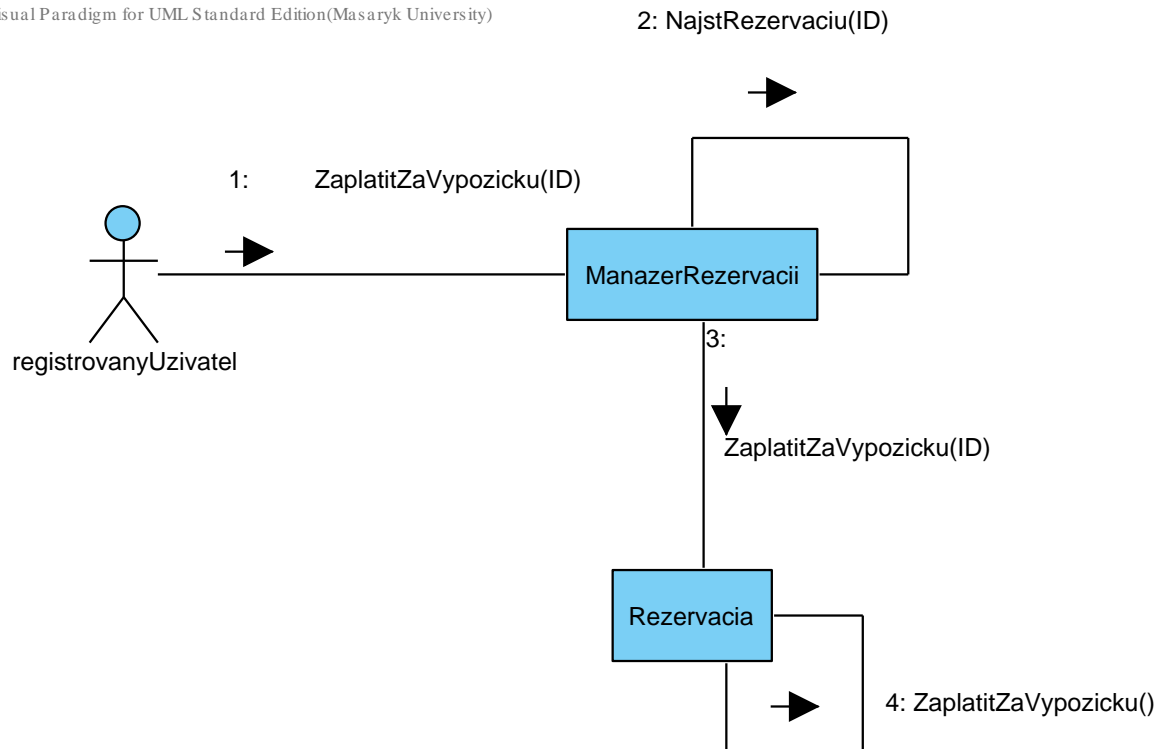 isual Paradigm for UML Standard Edition(Masaryk University)
2: NajstRezervaciu(ID)
1: ZaplatitZaVypozicku(ID)
ManazerRezervacii
registrovanyUzivatel
3:
ZaplatitZaVypozicku(ID)
Rezervacia
4: ZaplatitZaVypozicku()